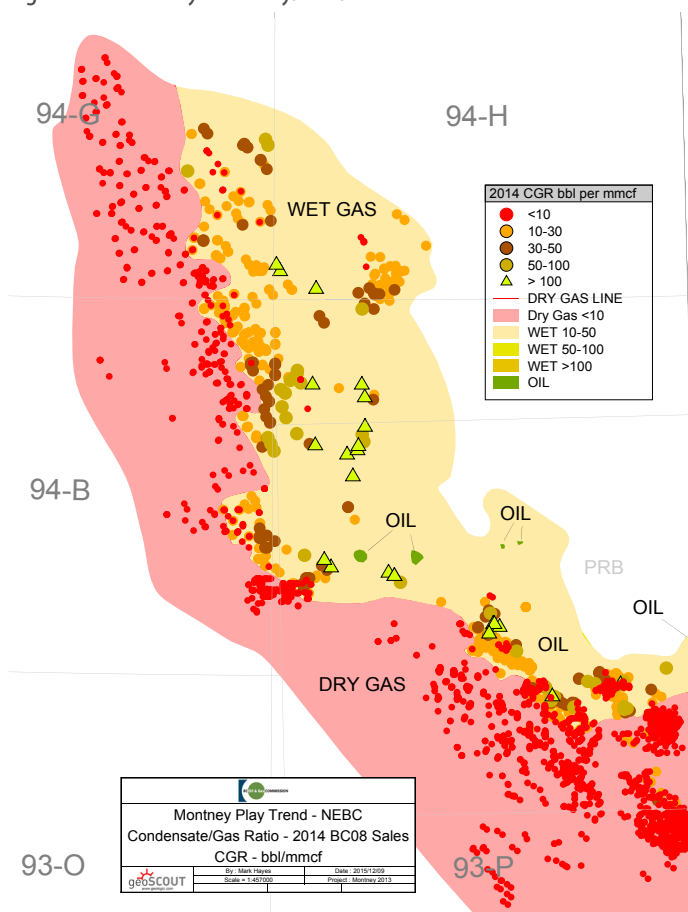 94-G
94-H
WET GAS
2014 CGR bbl per mmcf
<10
10-30
30-50
50-100
> 100
DRY GAS LINE
Dry Gas <10
WET 10-50
WET 50-100
WET >100
OIL
94-B
OIL
OIL
PRB
OIL
OIL
DRY GAS
COMMISSION
Montney Play Trend - NEBC
Condensate/Gas Ratio - 2014 BC08 Sales
CGR - bbl/mmcf
By : Mark Hayes
Date : 2015/12/09
Scale = 1:457000
Project : Montney 2013
geoSCOUT
93-O
93-P